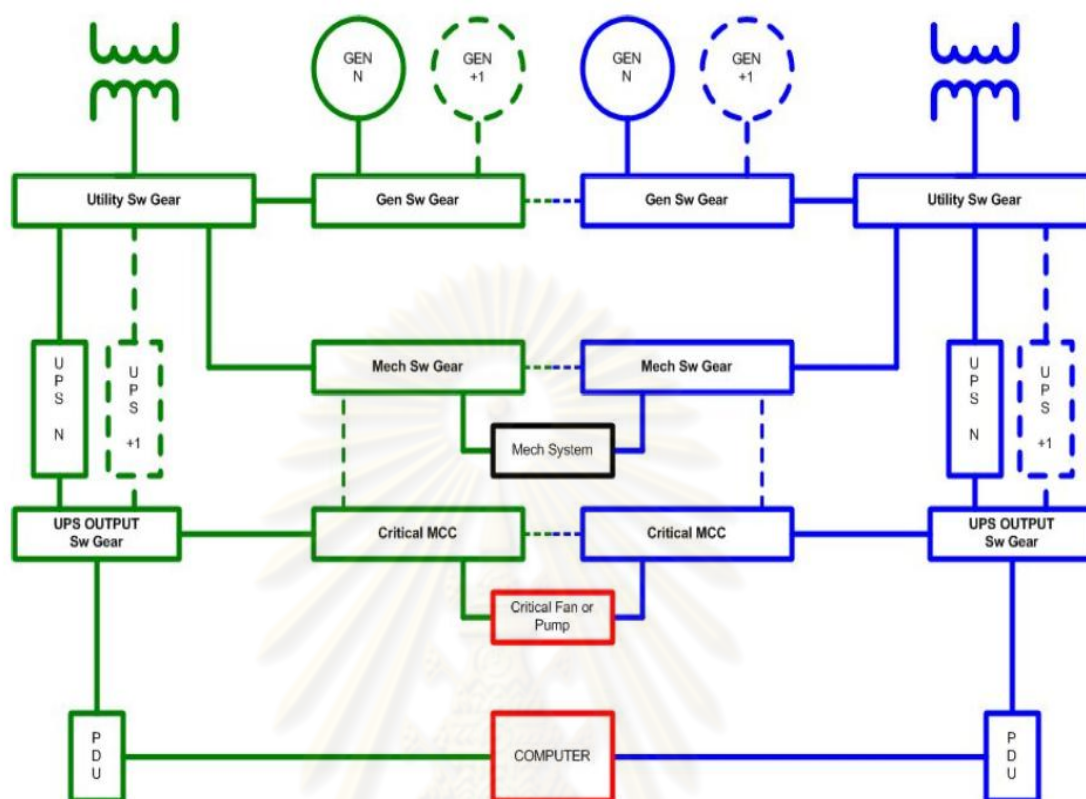 GEN
N
GEN
+1
GEN
N
GEN
+1
Utility Sw Gear
Gen Sw Gear
Gen Sw Gear
Utility Sw Gear
U
P
S
N
U
P
S
+1
Mech Sw Gear
Mech Sw Gear
U
P
S
N
U
P
S
+1
Mech System
UPS OUTPUT
Sw Gear
Critical MCC
Critical MCC
UPS OUTPUT
Sw Gear
Critical Fan or
Pump
P
D
U
COMPUTER
P
D
U